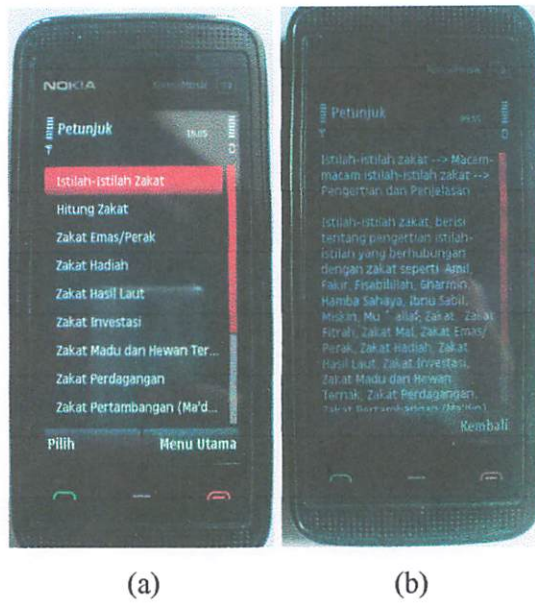 NOKIA
Petunjuk
Istilah-Istilah Zakat
Hitung Zakat
Zakat Emas/Perak
Zakat Hadiah
Zakat Hasil Laut
Zakat Investasi
Zakat Madu dan Hewan Ter...
Zakat Perdagangan
Zakat Pertambangan (Ma'd...
Pilih Menu Utama
(a)
Petunjuk
Istilah-istilah zakat --> Macam-
macam istilah-istilah zakat -->
Pengertian dan Penjelasan
Istilah-istilah zakat, berisi
tentang pengertian istilah-
istilah yang berhubungan
dengan zakat seperti Amil,
Fakir, Fisabilillah, Gharimin,
Hamba Sahaya, Ibnu Sabil,
Miskin, Mu'allaf, Zakat, Zakat
Fitrah, Zakat Mal, Zakat Emas/
Perak, Zakat Hadiah, Zakat
Hasil Laut, Zakat Investasi,
Zakat Madu dan Hewan
Ternak, Zakat Perdagangan,
Zakat Pertambangan (Ma'din)
Kembali
(b)